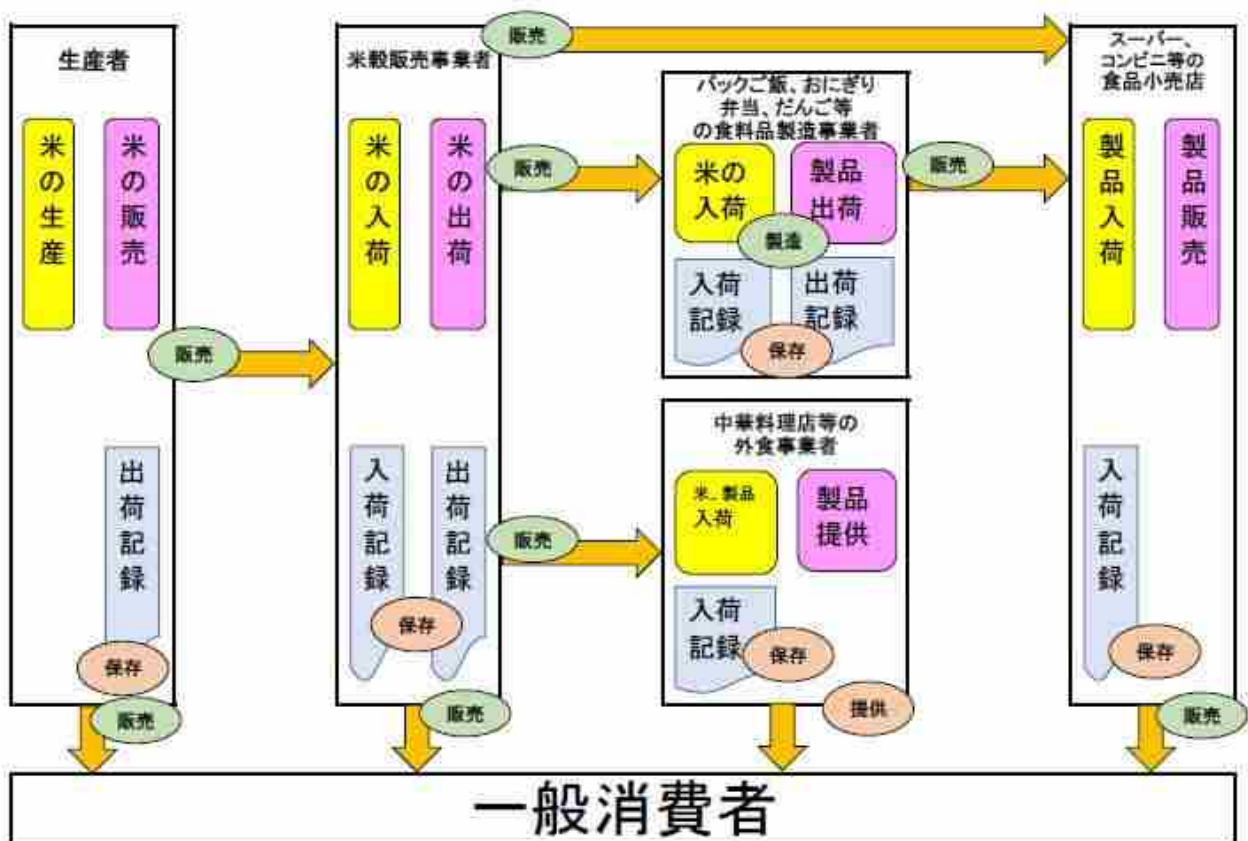 生産者
米の生産
米の販売
販売
出荷記録
保存
販売
米穀販売事業者
米の入荷
米の出荷
入荷記録
出荷記録
保存
販売
販売
販売
販売
パックご飯、おにぎり
弁当、だんご等
の食料品製造事業者
米の
入荷
製品
出荷
製造
入荷
記録
出荷
記録
保存
販売
中華料理店等の
外食事業者
米、製品
入荷
製品
提供
入荷
記録
保存
提供
スーパー、
コンビニ等の
食品小売店
製品入荷
製品販売
入荷記録
保存
販売
一般消費者